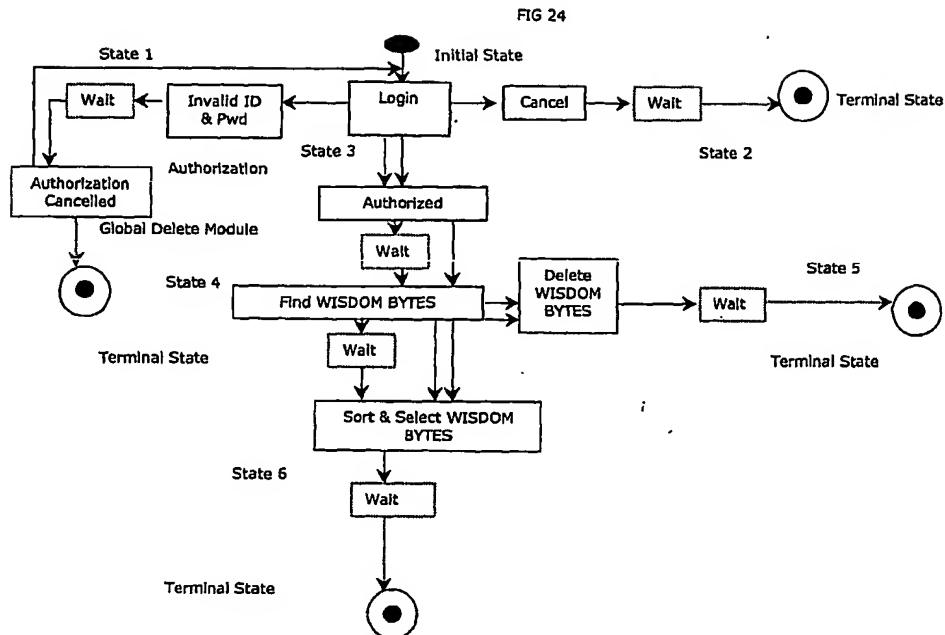 FIG 24
State 1
Initial State
Wait
Invalid ID
& Pwd
Login
Cancel
Wait
Terminal State
State 3
State 2
Authorization
Authorization
Cancelled
Authorized
Global Delete Module
Wait
State 4
Find WISDOM BYTES
Delete
WISDOM
BYTES
State 5
Wait
Wait
Terminal State
Terminal State
Sort & Select WISDOM
BYTES
State 6
Wait
Terminal State